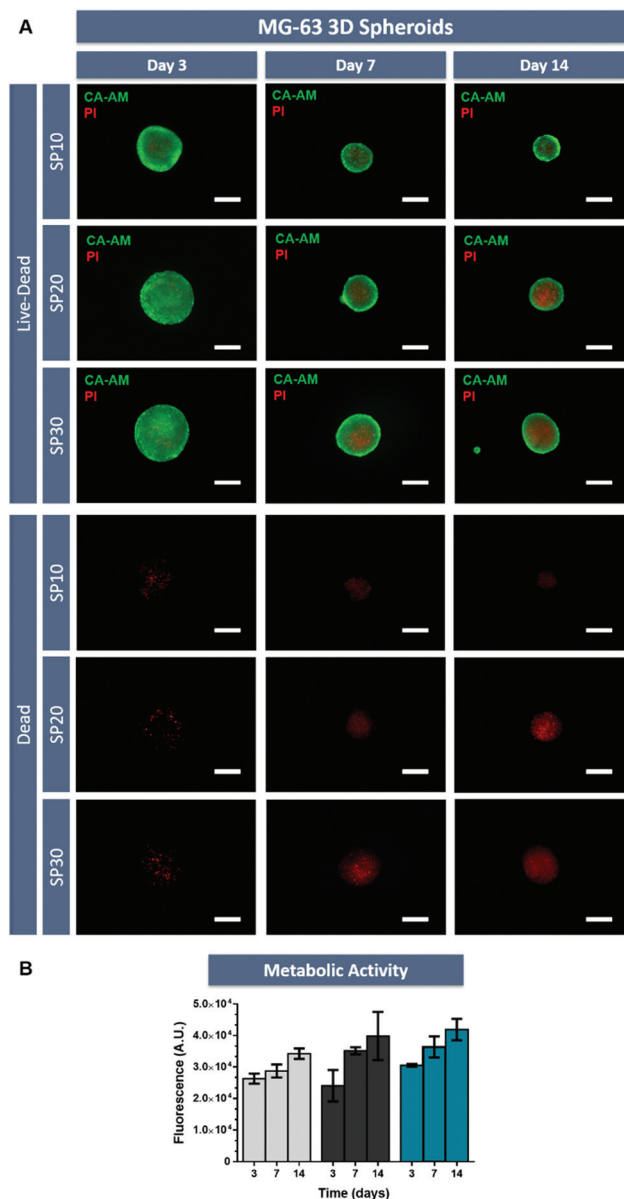 A
MG-63 3D Spheroids
Day 3 Day 7 Day 14
Live-Dead
SP10
CA-AM
PI
CA-AM
PI
CA-AM
PI
SP20
CA-AM
PI
CA-AM
PI
CA-AM
PI
SP30
CA-AM
PI
CA-AM
PI
CA-AM
PI
Dead
SP10
SP20
SP30
B
Metabolic Activity
Fluorescence (A.U.)
5.0×10⁴
4.0×10⁴
3.0×10⁴
2.0×10⁴
1.0×10⁴
0.0
3 7 14 3 7 14 3 7 14
Time (days)